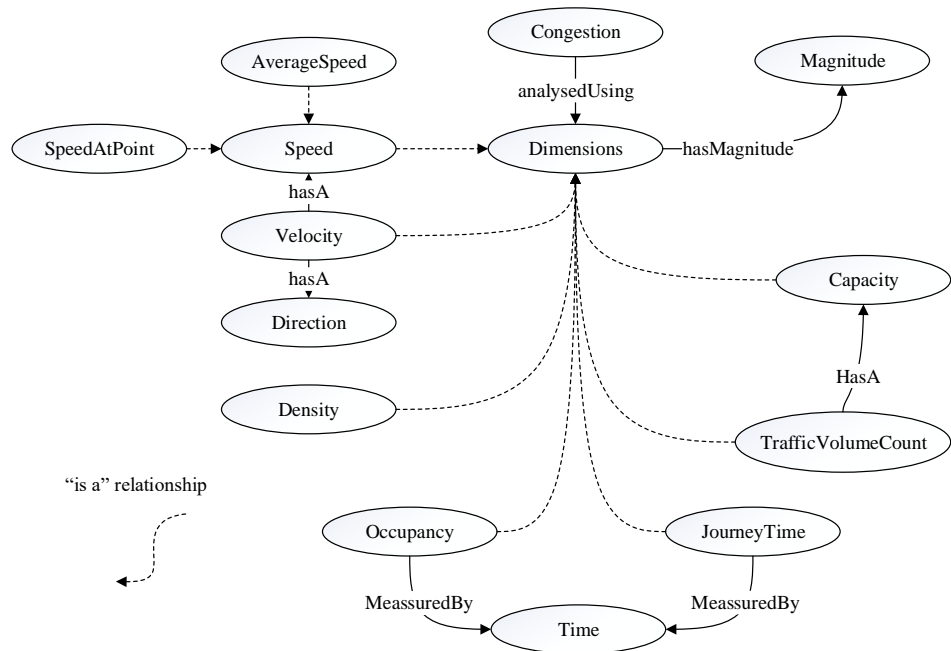 Congestion
AverageSpeed
Magnitude
analysedUsing
SpeedAtPoint
Speed
Dimensions
hasMagnitude
hasA
Velocity
hasA
Capacity
Direction
HasA
Density
TrafficVolumeCount
“is a” relationship
Occupancy
JourneyTime
MeassuredBy
MeassuredBy
Time